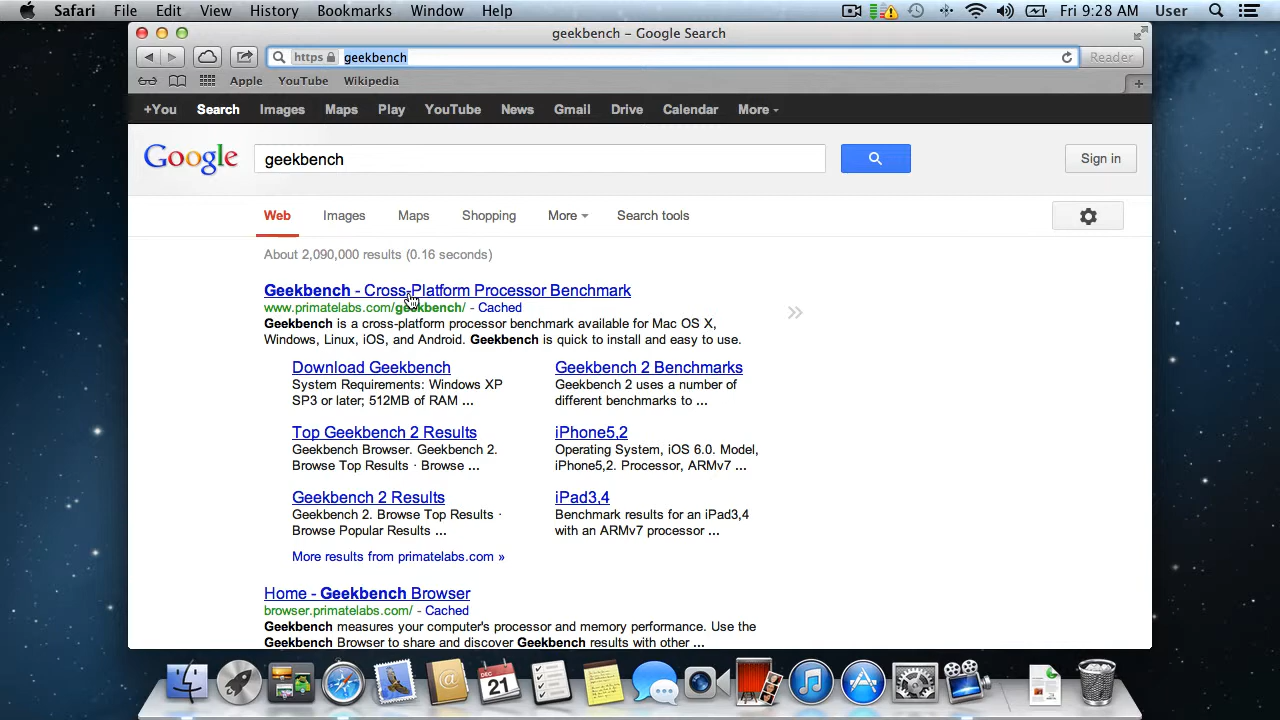 Safari File Edit View History Bookmarks Window Help Fri 9:28 AM User
geekbench – Google Search
https geekbench Reader
Apple YouTube Wikipedia
+You Search Images Maps Play YouTube News Gmail Drive Calendar More
Google geekbench Sign in
Web Images Maps Shopping More Search tools
About 2,090,000 results (0.16 seconds)
Geekbench - Cross-Platform Processor Benchmark
www.primatelabs.com/geekbench/ - Cached
Geekbench is a cross-platform processor benchmark available for Mac OS X,
Windows, Linux, iOS, and Android. Geekbench is quick to install and easy to use.
Download Geekbench
System Requirements: Windows XP
SP3 or later; 512MB of RAM ...
Geekbench 2 Benchmarks
Geekbench 2 uses a number of
different benchmarks to ...
Top Geekbench 2 Results
Geekbench Browser. Geekbench 2.
Browse Top Results · Browse ...
iPhone5,2
Operating System, iOS 6.0. Model,
iPhone5,2. Processor, ARMv7 ...
Geekbench 2 Results
Geekbench 2. Browse Top Results ·
Browse Popular Results ...
iPad3,4
Benchmark results for an iPad3,4
with an ARMv7 processor ...
More results from primatelabs.com »
Home - Geekbench Browser
browser.primatelabs.com/ - Cached
Geekbench measures your computer's processor and memory performance. Use the
Geekbench Browser to share and discover Geekbench results with other ...
21